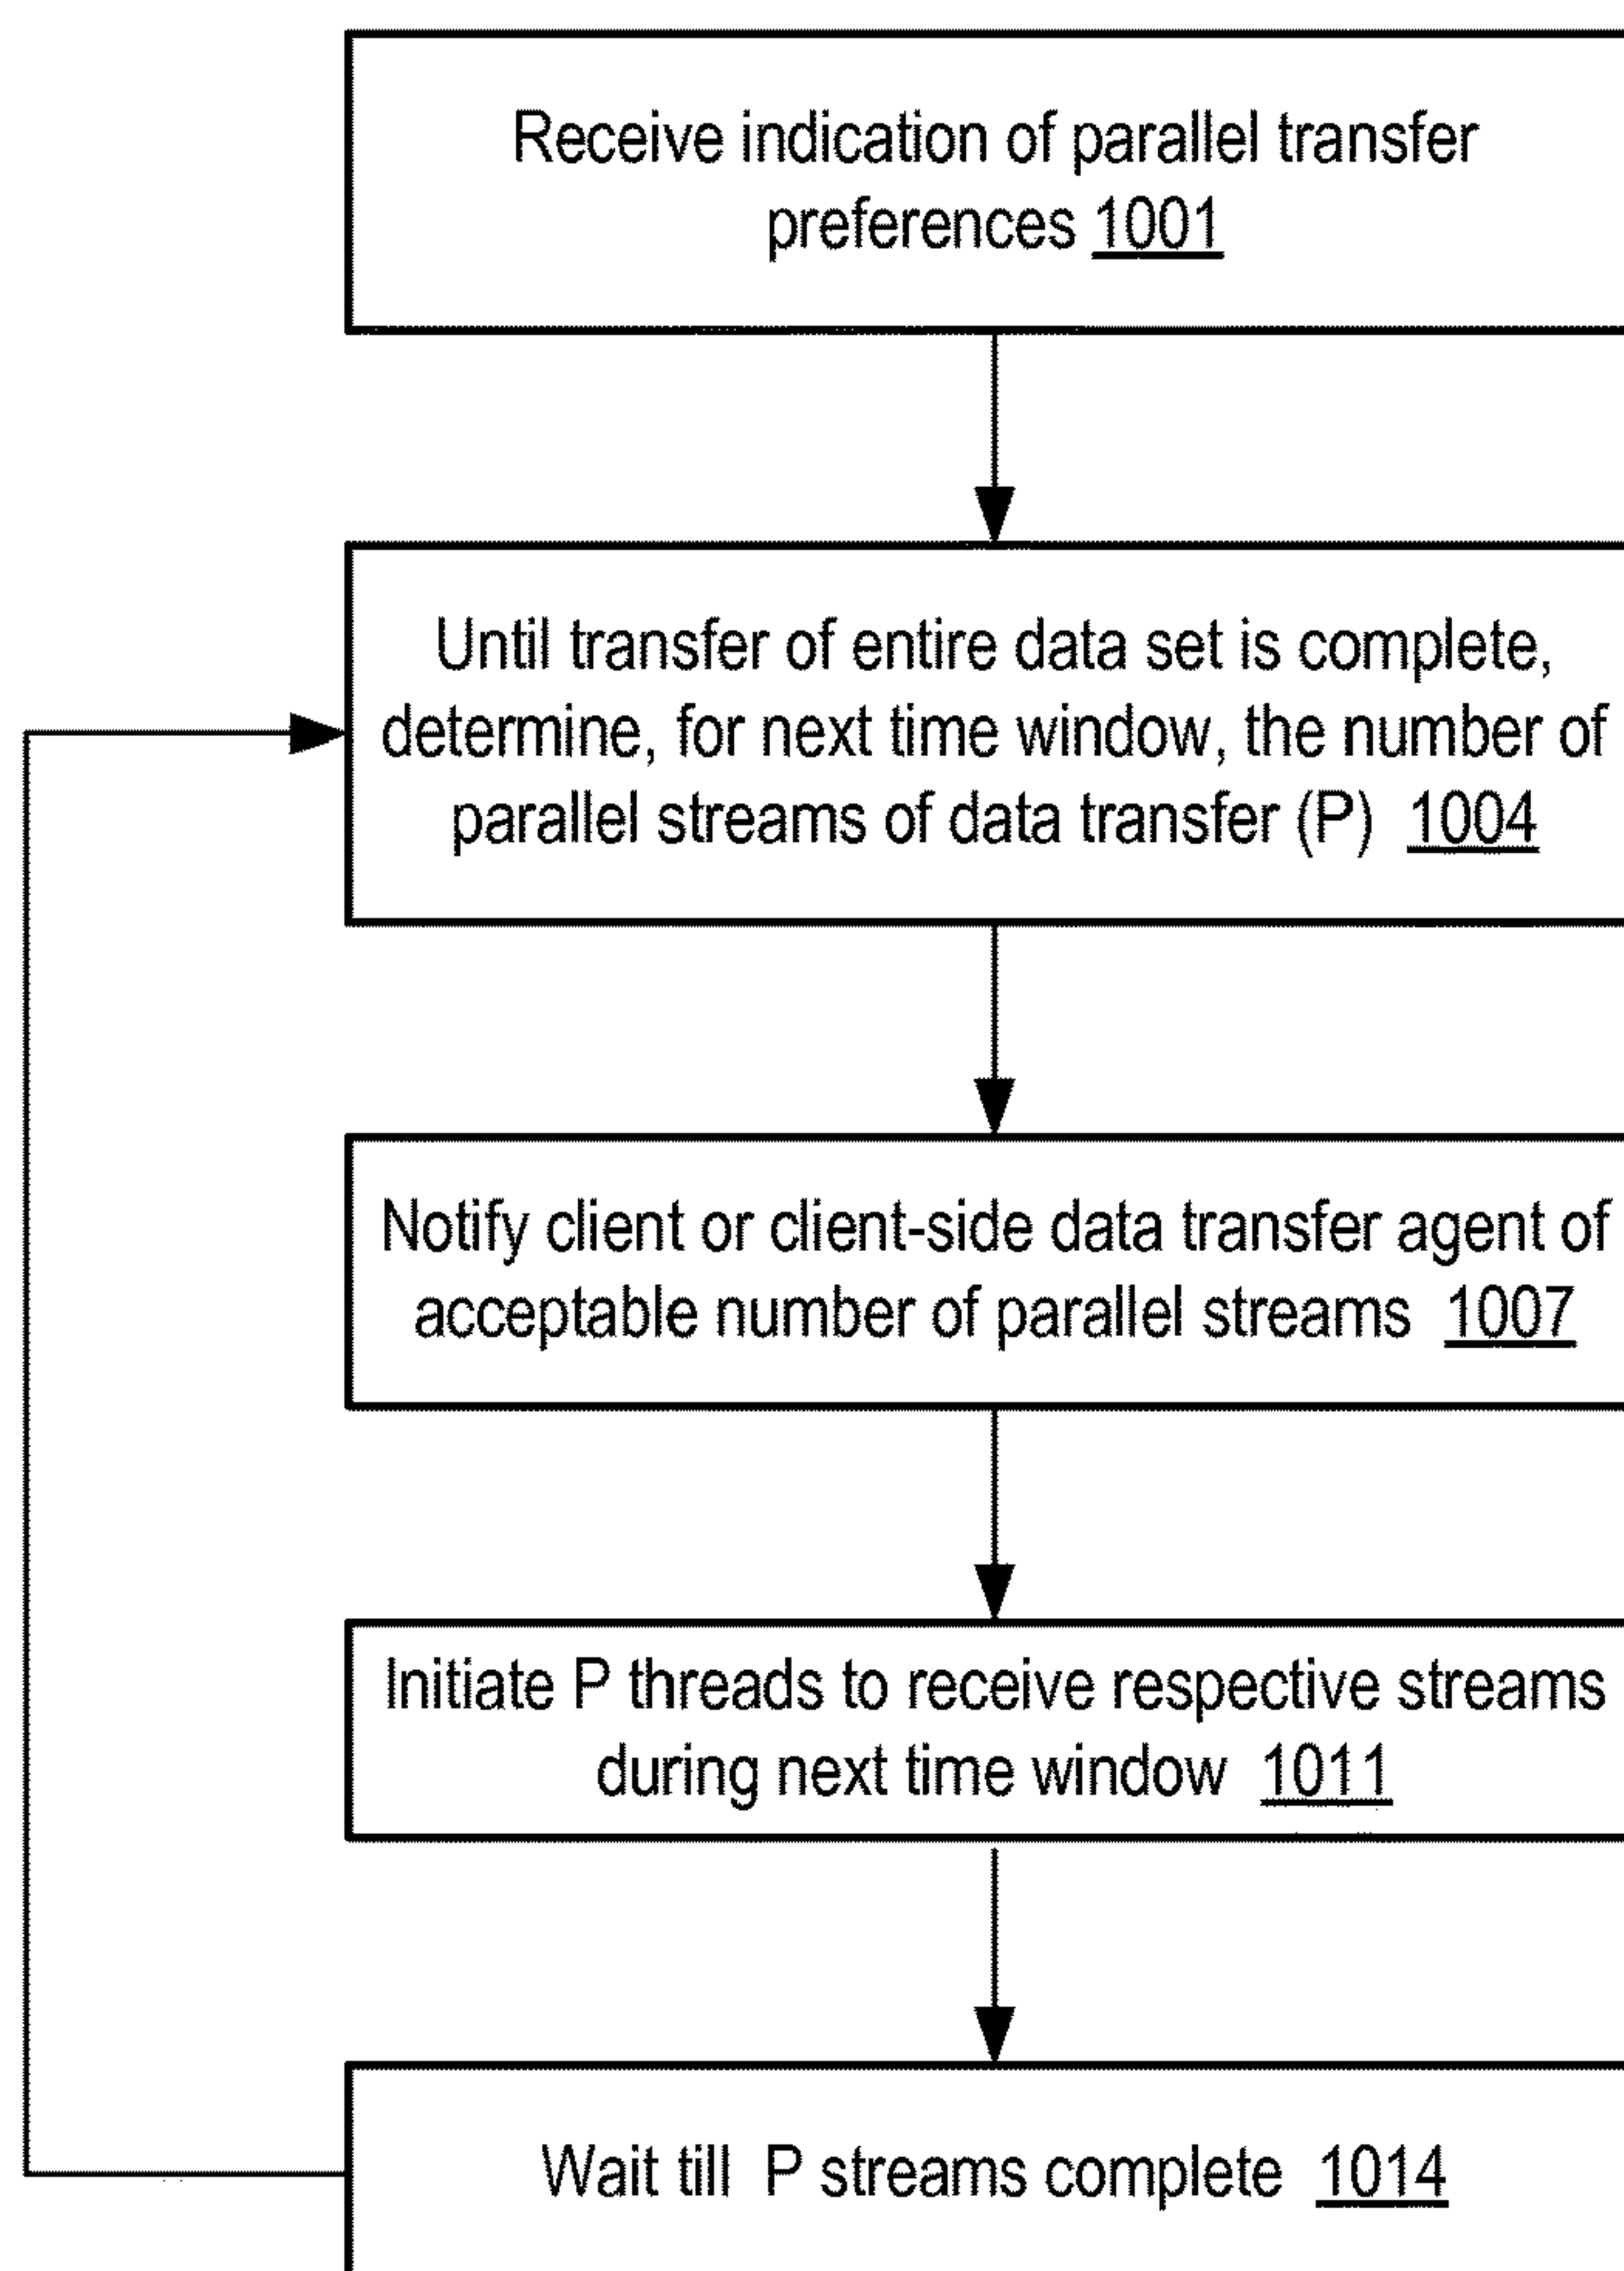 Receive indication of parallel transfer
preferences 1001
Until transfer of entire data set is complete,
determine, for next time window, the number of
parallel streams of data transfer (P) 1004
Notify client or client-side data transfer agent of
acceptable number of parallel streams 1007
Initiate P threads to receive respective streams
during next time window 1011
Wait till P streams complete 1014